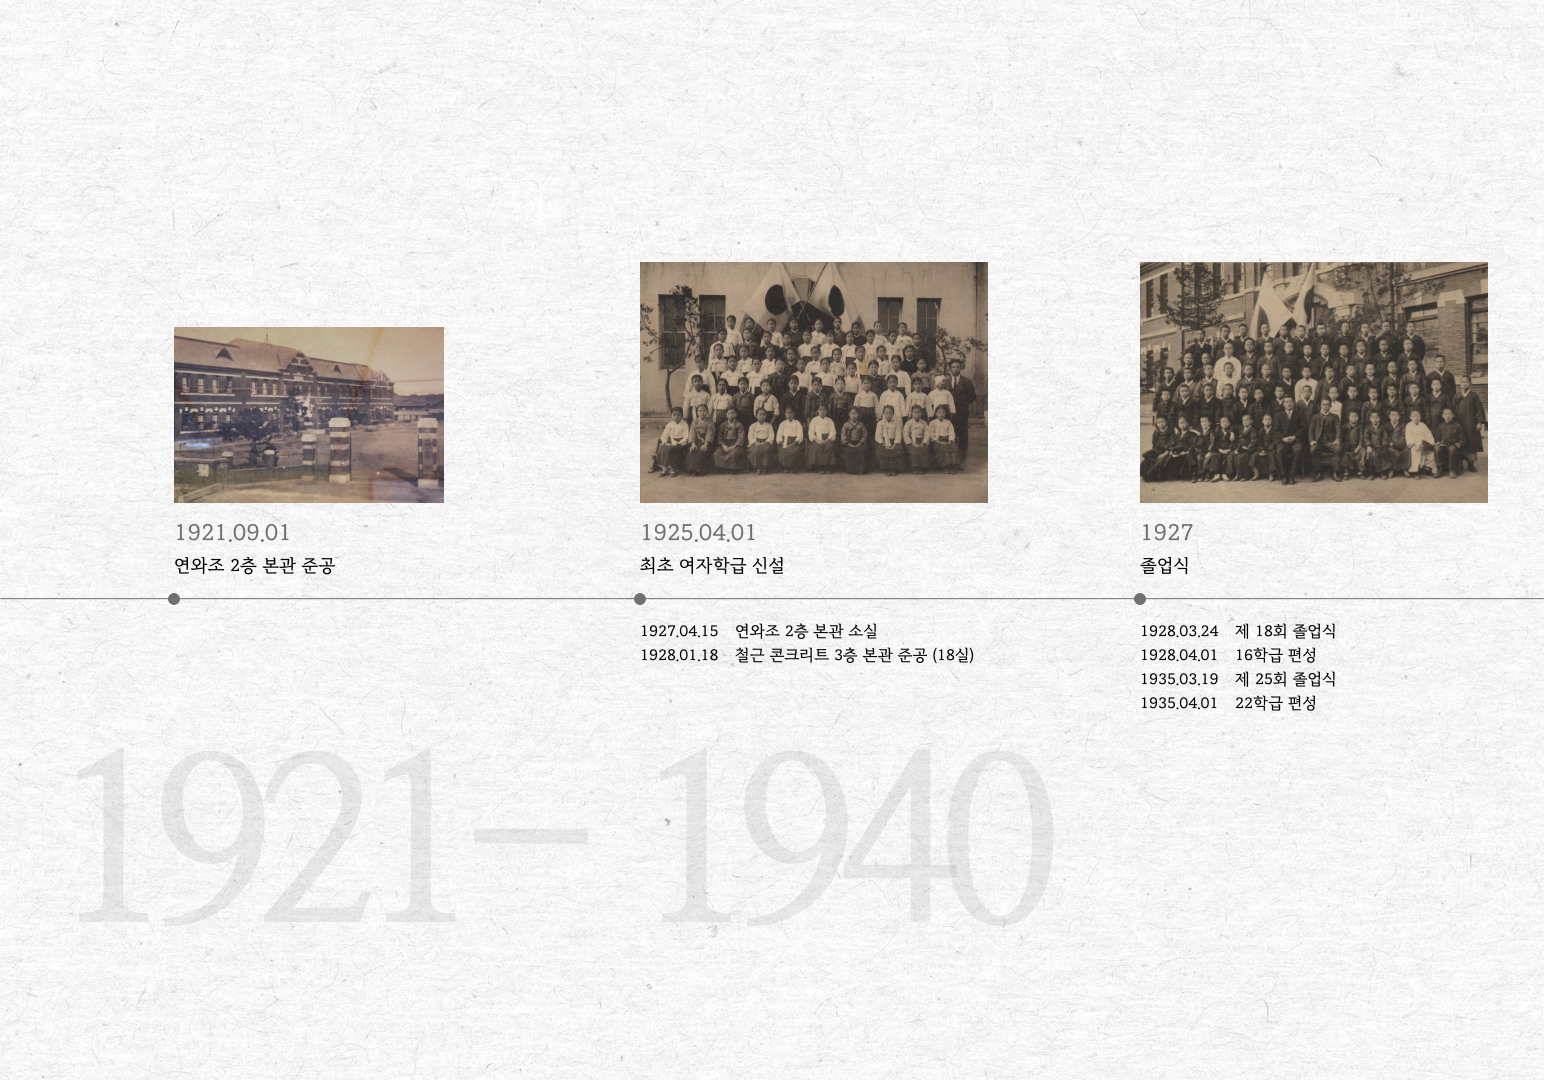 1921.09.01
연와조 2층 본관 준공
1925.04.01
최초 여자학급 신설
1927.04.15 연와조 2층 본관 소실
1928.01.18 철근 콘크리트 3층 본관 준공 (18실)
1927
졸업식
1928.03.24 제 18회 졸업식
1928.04.01 16학급 편성
1935.03.19 제 25회 졸업식
1935.04.01 22학급 편성
1921 – 1940